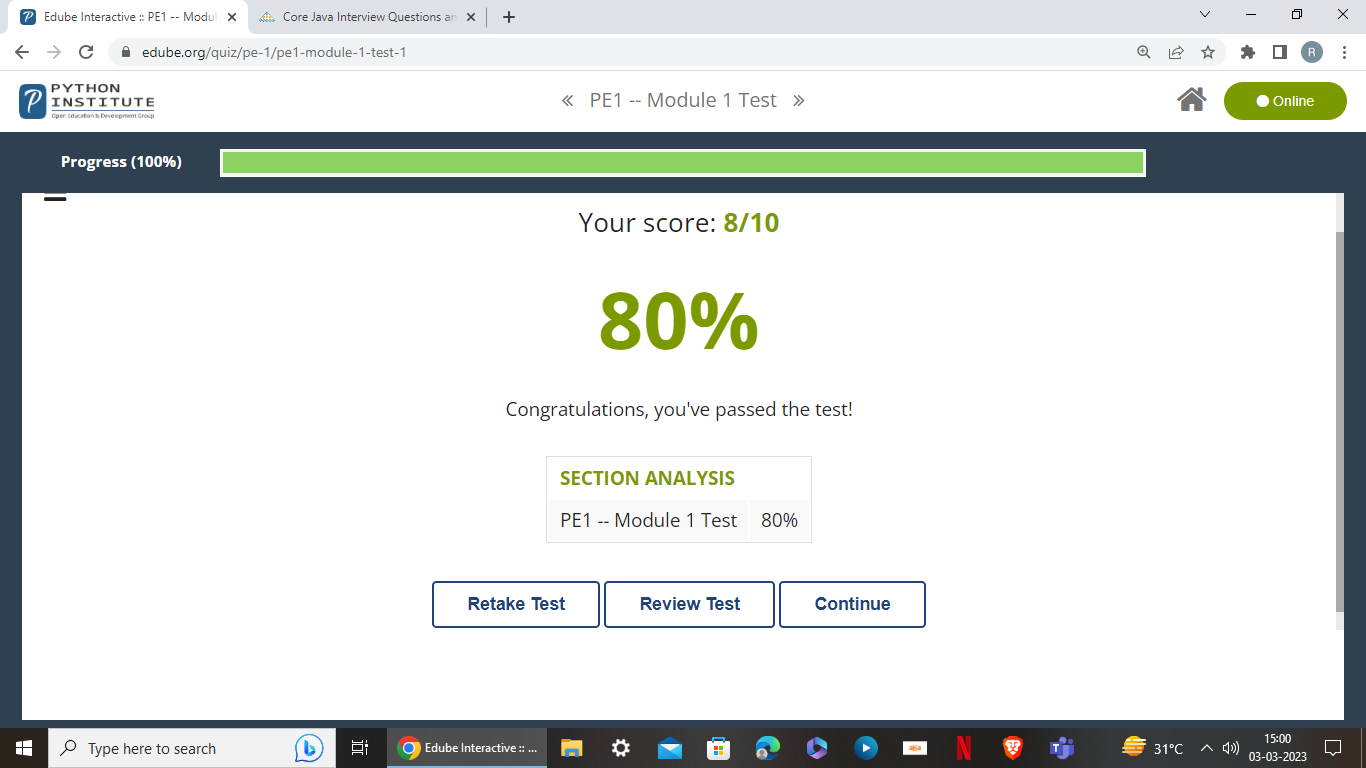 Edube Interactive :: PE1 -- Modul
Core Java Interview Questions an
edube.org/quiz/pe-1/pe1-module-1-test-1
R
PYTHON
INSTITUTE
Open Education & Development Group
« PE1 -- Module 1 Test »
Online
Progress (100%)
Your score: 8/10
80%
Congratulations, you've passed the test!
SECTION ANALYSIS
PE1 -- Module 1 Test 80%
Retake Test
Review Test
Continue
Type here to search
Edube Interactive :: ...
31°C
15:00
03-03-2023